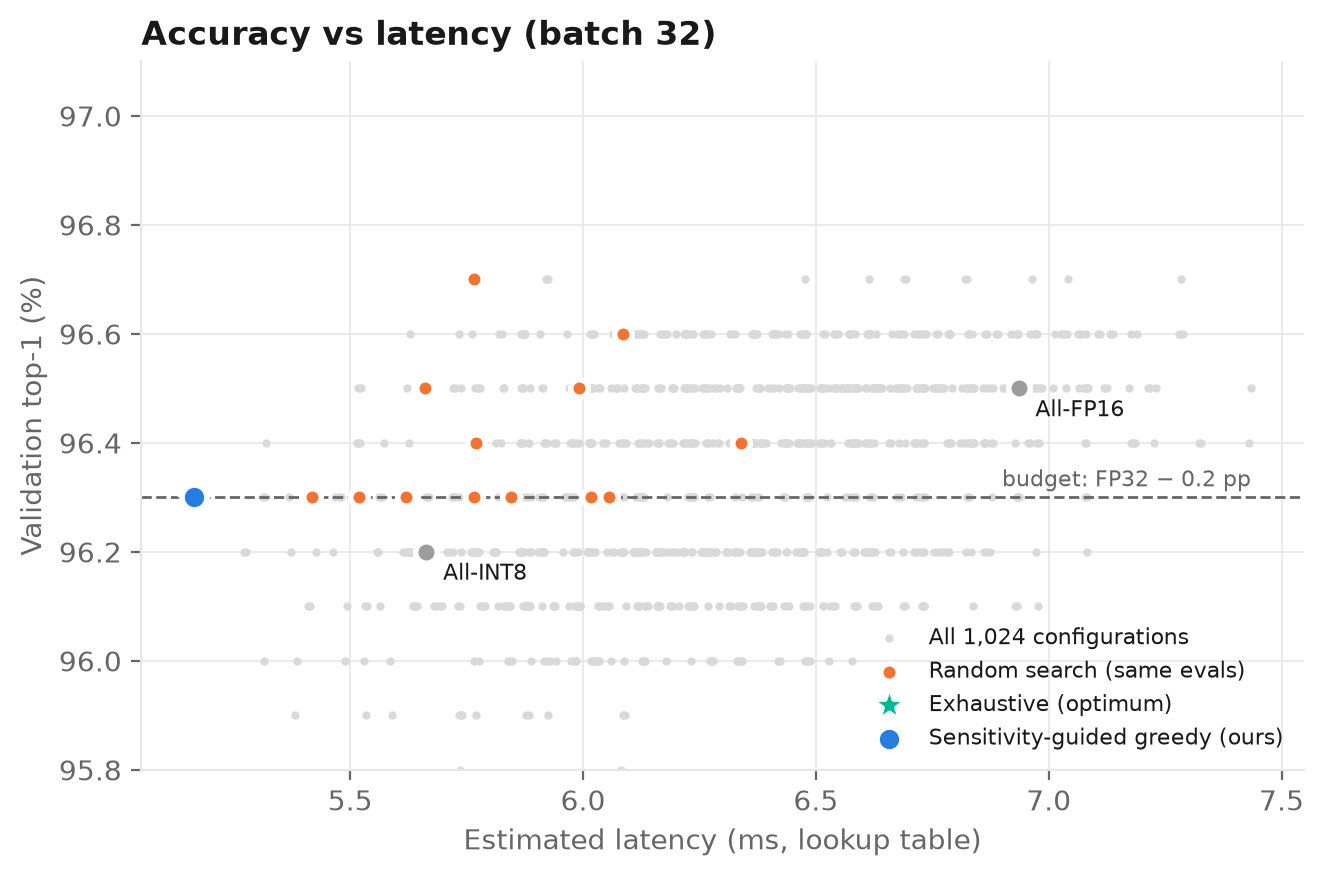 Accuracy vs latency (batch 32)
97.0
96.8
96.6
96.4
96.2
96.0
95.8
Validation top-1 (%)
All-FP16
budget: FP32 − 0.2 pp
All-INT8
All 1,024 configurations
Random search (same evals)
Exhaustive (optimum)
Sensitivity-guided greedy (ours)
5.5 6.0 6.5 7.0 7.5
Estimated latency (ms, lookup table)